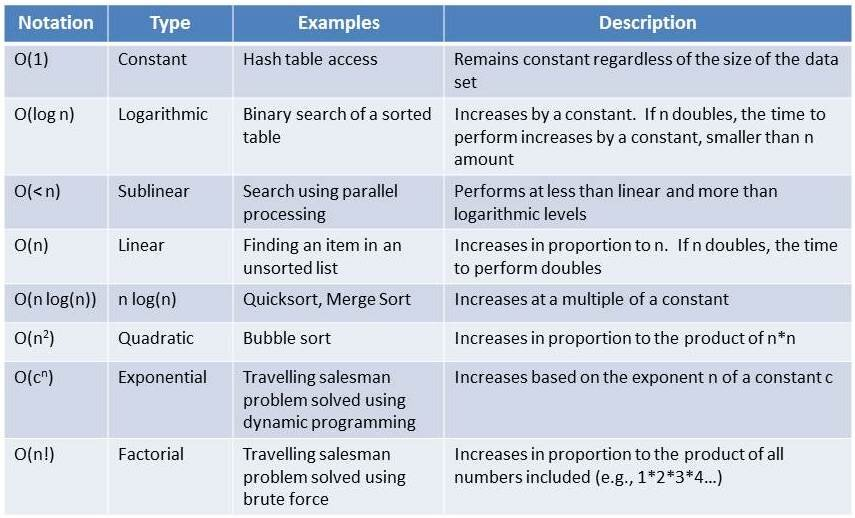 Notation Type Examples Description
O(1) Constant Hash table access Remains constant regardless of the size of the data
set
O(log n) Logarithmic Binary search of a sorted Increases by a constant. If n doubles, the time to
table perform increases by a constant, smaller than n
amount
O(< n) Sublinear Search using parallel Performs at less than linear and more than
processing logarithmic levels
O(n) Linear Finding an item in an Increases in proportion to n. If n doubles, the time
unsorted list to perform doubles
O(n log(n)) n log(n) Quicksort, Merge Sort Increases at a multiple of a constant
O(n²) Quadratic Bubble sort Increases in proportion to the product of n*n
O(cⁿ) Exponential Travelling salesman Increases based on the exponent n of a constant c
problem solved using
dynamic programming
O(n!) Factorial Travelling salesman Increases in proportion to the product of all
problem solved using numbers included (e.g., 1*2*3*4…)
brute force